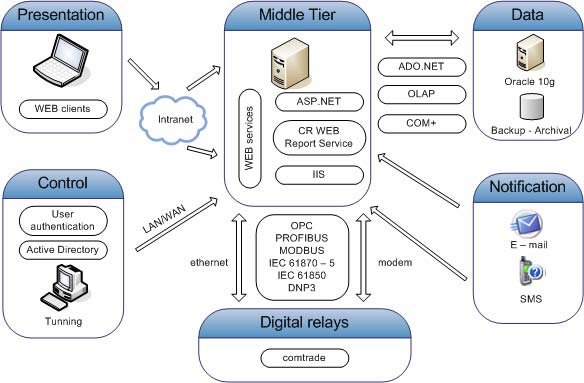 Presentation
WEB clients
Intranet
Middle Tier
WEB services
ASP.NET
CR WEB
Report Service
IIS
ADO.NET
OLAP
COM+
Data
Oracle 10g
Backup - Archival
Control
User
authentication
Active Directory
Tunning
LAN/WAN
ethernet
OPC
PROFIBUS
MODBUS
IEC 61870 – 5
IEC 61850
DNP3
modem
Notification
E – mail
SMS
Digital relays
comtrade